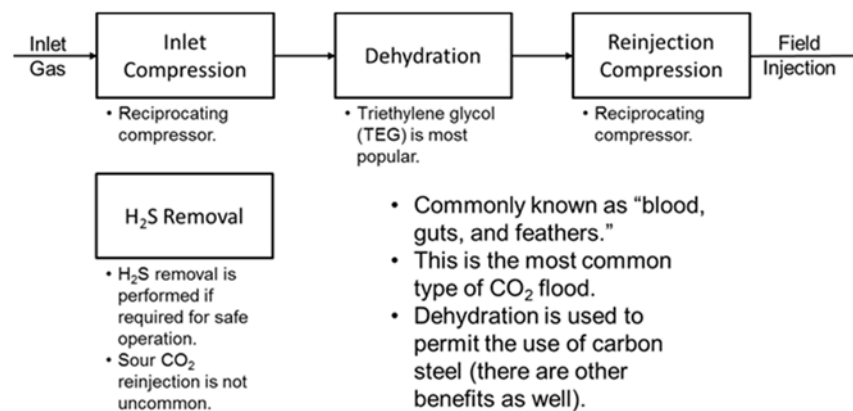 Inlet
Gas
Inlet
Compression
Dehydration
Reinjection
Compression
Field
Injection
• Reciprocating
compressor.
• Triethylene glycol
(TEG) is most
popular.
• Reciprocating
compressor.
H₂S Removal
• H₂S removal is
performed if
required for safe
operation.
• Sour CO₂
reinjection is not
uncommon.
• Commonly known as “blood,
guts, and feathers.”
• This is the most common
type of CO₂ flood.
• Dehydration is used to
permit the use of carbon
steel (there are other
benefits as well).